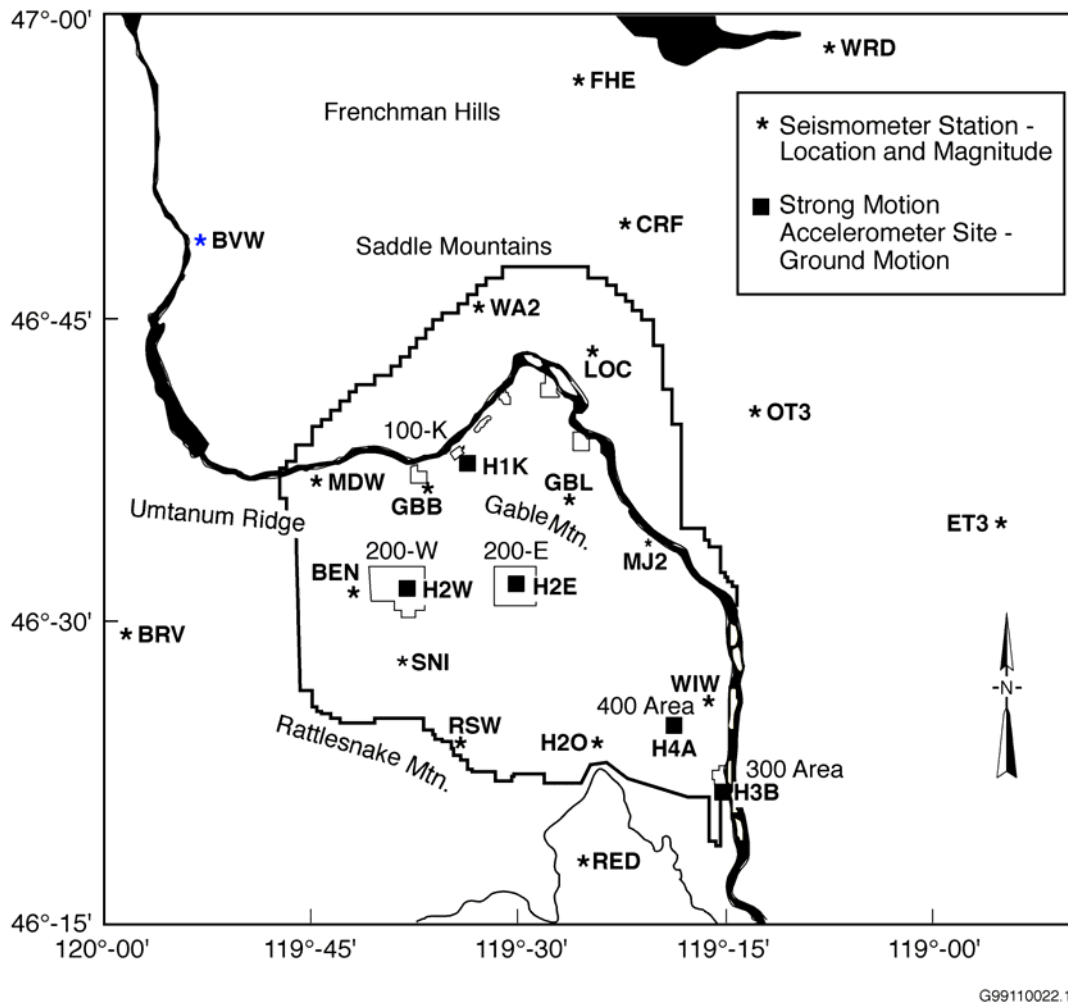 47°-00'
* WRD
* FHE
Frenchman Hills
* Seismometer Station -
Location and Magnitude
■ Strong Motion
Accelerometer Site -
Ground Motion
* CRF
* BVW
Saddle Mountains
* WA2
46°-45'
* LOC
* OT3
100-K
H1K
* MDW
GBB *
GBL *
Gable Mtn.
Umtanum Ridge
ET3 *
MJ2
200-W
200-E
BEN *
H2W
H2E
46°-30'
* BRV
* SNI
WIW *
400 Area
H4A
RSW *
H2O *
Rattlesnake Mtn.
300 Area
H3B
* RED
46°-15'
120°-00'
119°-45'
119°-30'
119°-15'
119°-00'
-N-
G99110022.1